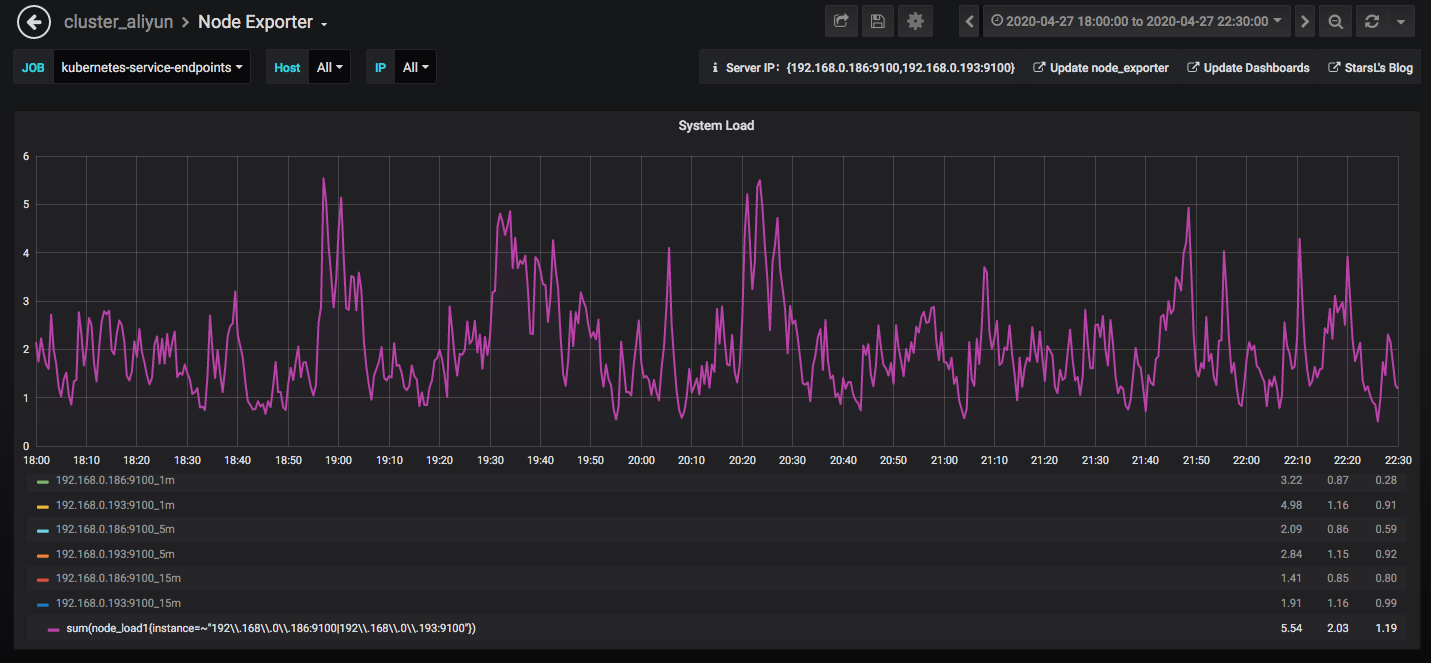 cluster_aliyun > Node Exporter
2020-04-27 18:00:00 to 2020-04-27 22:30:00
JOB kubernetes-service-endpoints Host All IP All
i Server IP: {192.168.0.186:9100,192.168.0.193:9100} Update node_exporter Update Dashboards StarsL's Blog
System Load
6
5
4
3
2
1
0
18:00 18:10 18:20 18:30 18:40 18:50 19:00 19:10 19:20 19:30 19:40 19:50 20:00 20:10 20:20 20:30 20:40 20:50 21:00 21:10 21:20 21:30 21:40 21:50 22:00 22:10 22:20 22:30
192.168.0.186:9100_1m 3.22 0.87 0.28
192.168.0.193:9100_1m 4.98 1.16 0.91
192.168.0.186:9100_5m 2.09 0.86 0.59
192.168.0.193:9100_5m 2.84 1.15 0.92
192.168.0.186:9100_15m 1.41 0.85 0.80
192.168.0.193:9100_15m 1.91 1.16 0.99
sum(node_load1{instance=~"192\\.168\\.0\\.186:9100|192\\.168\\.0\\.193:9100"}) 5.54 2.03 1.19